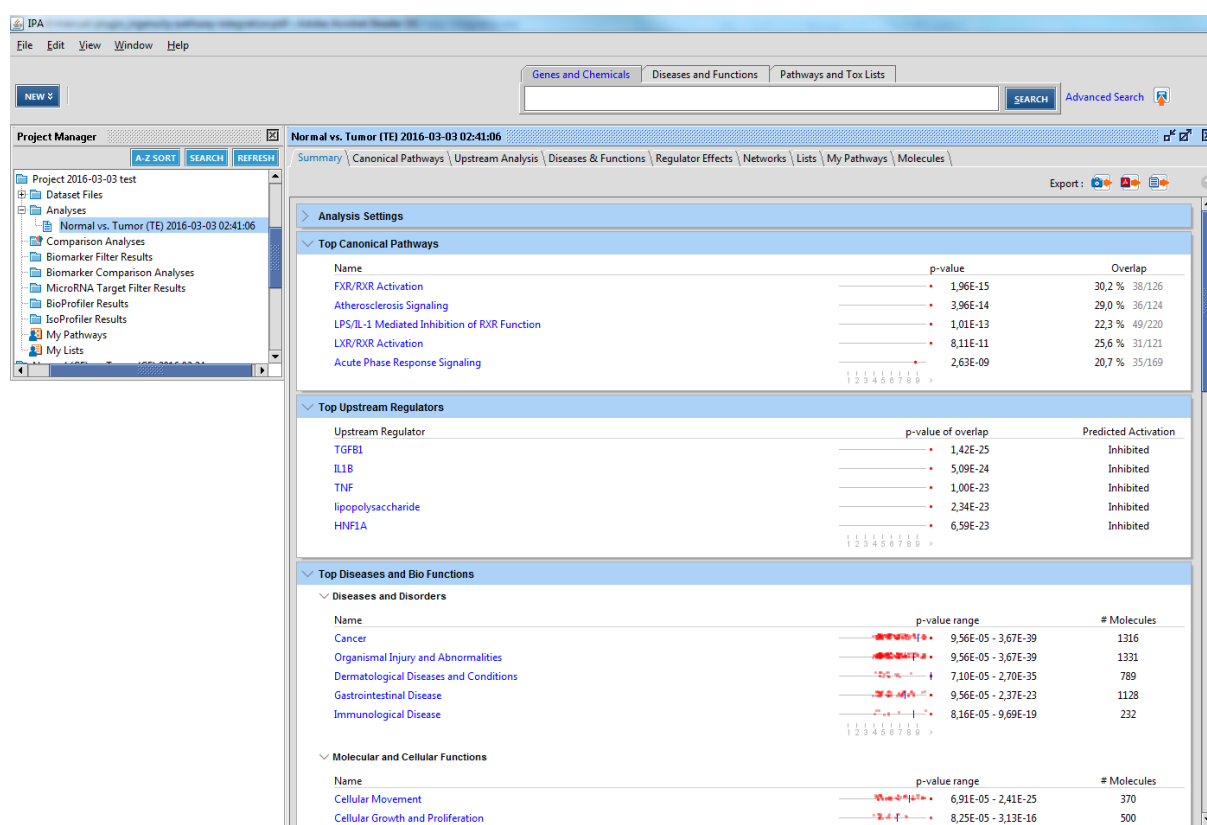 IPA
File Edit View Window Help
Genes and Chemicals Diseases and Functions Pathways and Tox Lists
NEW SEARCH Advanced Search
Project Manager
A-Z SORT SEARCH REFRESH
Project 2016-03-03 test
Dataset Files
Analyses
Normal vs. Tumor (TE) 2016-03-03 02:41:06
Comparison Analyses
Biomarker Filter Results
Biomarker Comparison Analyses
MicroRNA Target Filter Results
BioProfiler Results
IsoProfiler Results
My Pathways
My Lists
Normal vs. Tumor (TE) 2016-03-03 02:41:06
Summary Canonical Pathways Upstream Analysis Diseases & Functions Regulator Effects Networks Lists My Pathways Molecules
Export:
Analysis Settings
Top Canonical Pathways
Name p-value Overlap
FXR/RXR Activation 1,96E-15 30,2 % 38/126
Atherosclerosis Signaling 3,96E-14 29,0 % 36/124
LPS/IL-1 Mediated Inhibition of RXR Function 1,01E-13 22,3 % 49/220
LXR/RXR Activation 8,11E-11 25,6 % 31/121
Acute Phase Response Signaling 2,63E-09 20,7 % 35/169
1 2 3 4 5 6 7 8 9
Top Upstream Regulators
Upstream Regulator p-value of overlap Predicted Activation
TGFB1 1,42E-25 Inhibited
IL1B 5,09E-24 Inhibited
TNF 1,00E-23 Inhibited
lipopolysaccharide 2,34E-23 Inhibited
HNF1A 6,59E-23 Inhibited
1 2 3 4 5 6 7 8 9
Top Diseases and Bio Functions
Diseases and Disorders
Name p-value range # Molecules
Cancer 9,56E-05 - 3,67E-39 1316
Organismal Injury and Abnormalities 9,56E-05 - 3,67E-39 1331
Dermatological Diseases and Conditions 7,10E-05 - 2,70E-35 789
Gastrointestinal Disease 9,56E-05 - 2,37E-23 1128
Immunological Disease 8,16E-05 - 9,69E-19 232
1 2 3 4 5 6 7 8 9
Molecular and Cellular Functions
Name p-value range # Molecules
Cellular Movement 6,91E-05 - 2,41E-25 370
Cellular Growth and Proliferation 8,25E-05 - 3,13E-16 500